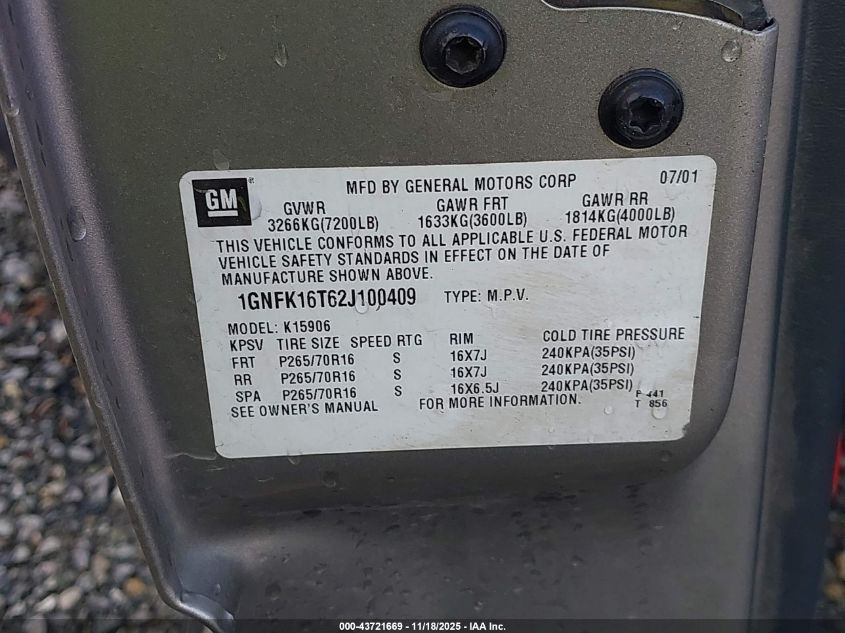 GM ® MFD BY GENERAL MOTORS CORP 07/01
GVWR GAWR FRT GAWR RR
3266KG(7200LB) 1633KG(3600LB) 1814KG(4000LB)
THIS VEHICLE CONFORMS TO ALL APPLICABLE U.S. FEDERAL MOTOR
VEHICLE SAFETY STANDARDS IN EFFECT ON THE DATE OF
MANUFACTURE SHOWN ABOVE.
1GNFK16T62J100409 TYPE: M.P.V.
MODEL: K15906
KPSV TIRE SIZE SPEED RTG RIM COLD TIRE PRESSURE
FRT P265/70R16 S 16X7J 240KPA(35PSI)
RR P265/70R16 S 16X7J 240KPA(35PSI)
SPA P265/70R16 S 16X6.5J 240KPA(35PSI)
SEE OWNER'S MANUAL FOR MORE INFORMATION.
P 441
T 856
000-43721669 - 11/18/2025 - IAA Inc.